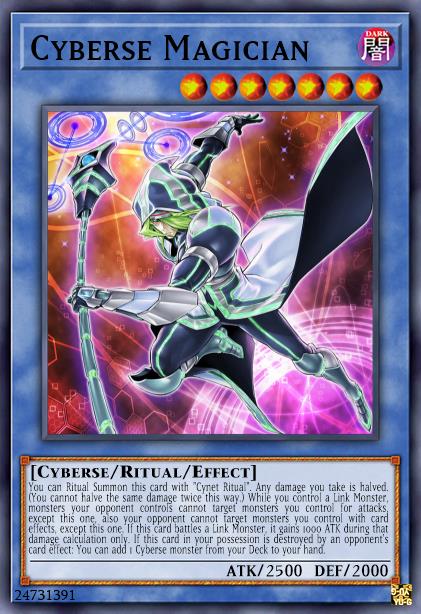 CYBERSE MAGICIAN
DARK
闇
[CYBERSE/RITUAL/EFFECT]
You can Ritual Summon this card with "Cynet Ritual". Any damage you take is halved.
(You cannot halve the same damage twice this way.) While you control a Link Monster,
monsters your opponent controls cannot target monsters you control for attacks,
except this one, also your opponent cannot target monsters you control with card
effects, except this one. If this card battles a Link Monster, it gains 1000 ATK during that
damage calculation only. If this card in your possession is destroyed by an opponent's
card effect: You can add 1 Cyberse monster from your Deck to your hand.
ATK/2500 DEF/2000
24731391